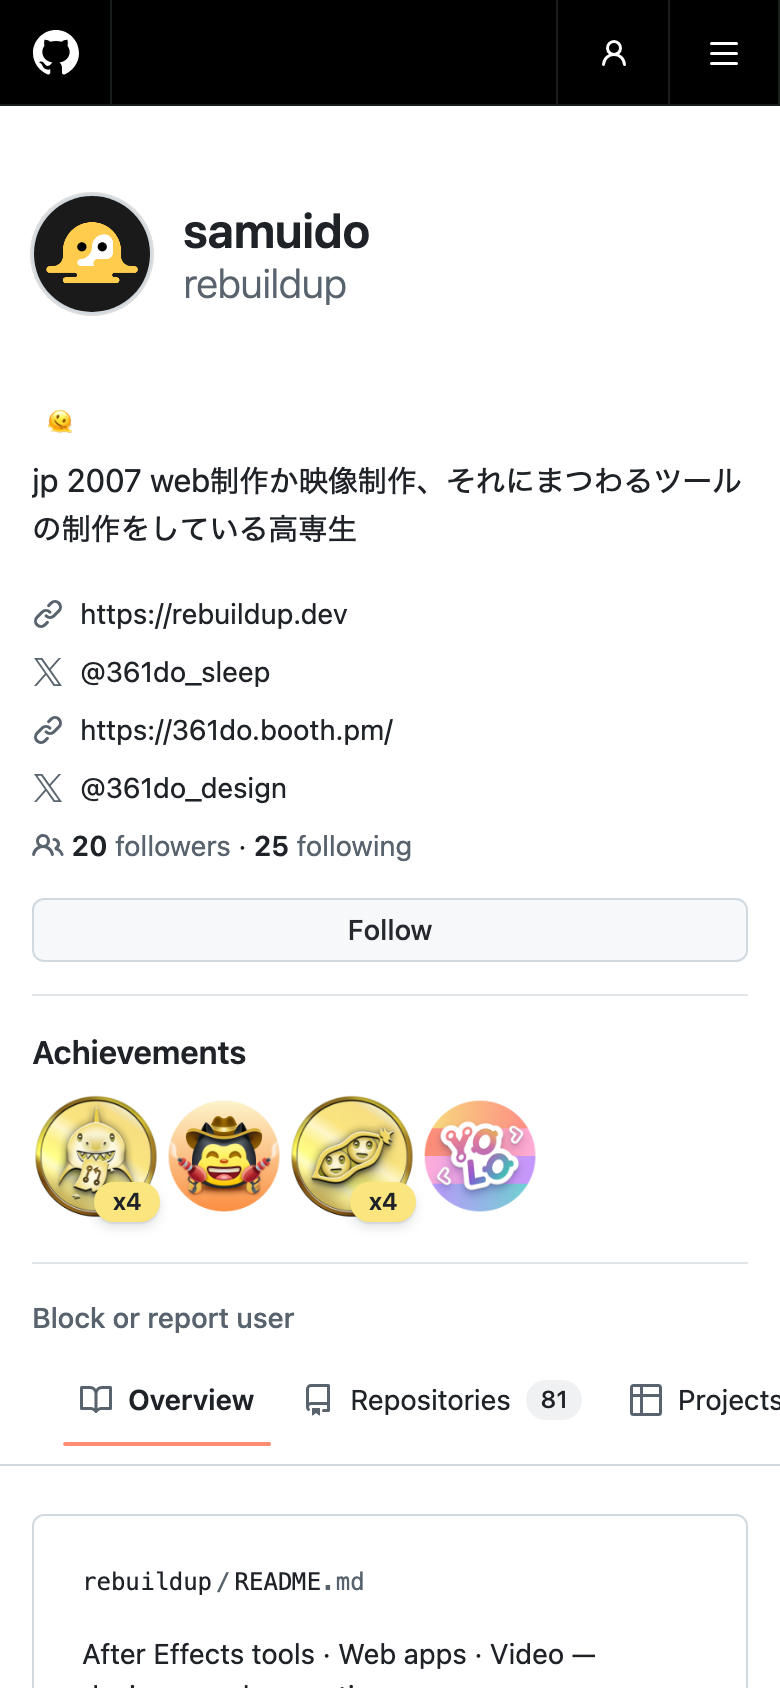 samuido
rebuildup
jp 2007 web制作か映像制作、それにまつわるツール
の制作をしている高専生
https://rebuildup.dev
@361do_sleep
https://361do.booth.pm/
@361do_design
20 followers · 25 following
Follow
Achievements
x4
x4
YOLO
Block or report user
Overview
Repositories 81
Projects
rebuildup/README.md
After Effects tools · Web apps · Video —